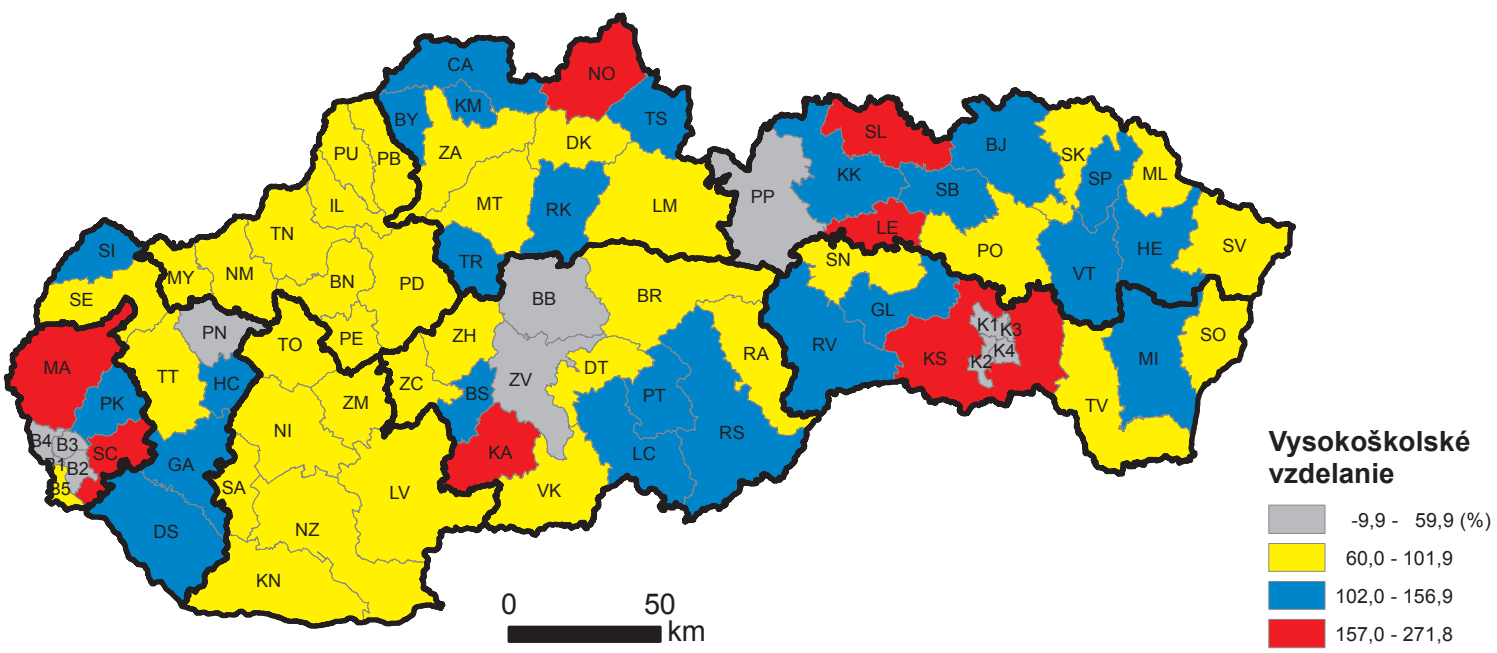 NO
CA
KM
BY
TS
SL
BJ
SK
PU
PB
ZA
DK
SP
ML
KK
SB
PP
MT
RK
LM
IL
LE
TN
PO
HE
SV
SI
TR
SN
VT
MY
NM
BN
PD
SE
BB
BR
GL
PN
ZH
K1
K3
SO
TO
PE
RV
K4
KS
K2
MI
MA
TT
HC
ZC
ZV
DT
RA
BS
PT
PK
ZM
TV
B4
B3
NI
RS
SC
KA
LC
B1
B2
GA
B5
SA
LV
VK
DS
NZ
KN
0 50
km
Vysokoškolské
vzdelanie
-9,9 - 59,9 (%)
60,0 - 101,9
102,0 - 156,9
157,0 - 271,8